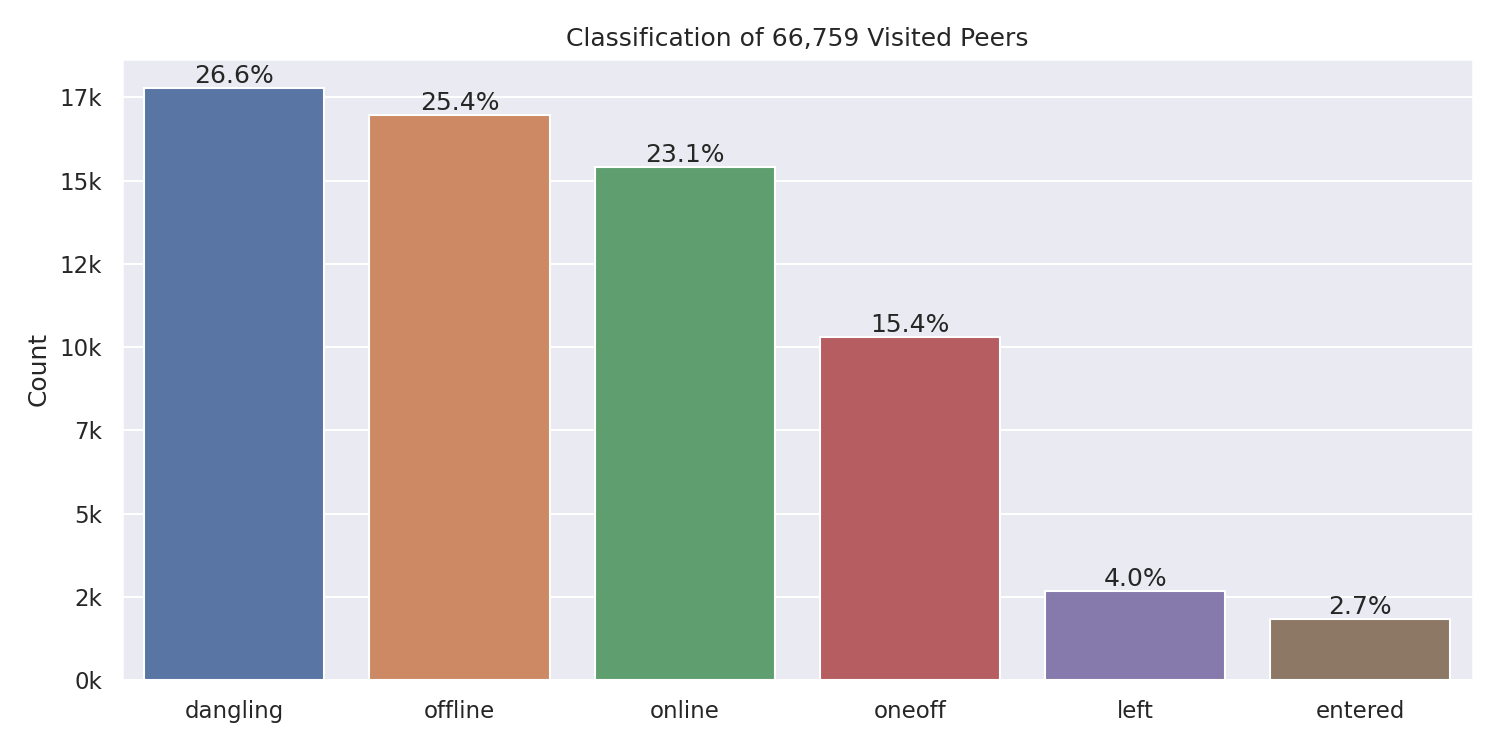 Classification of 66,759 Visited Peers
Count
17k
15k
12k
10k
7k
5k
2k
0k
26.6%
25.4%
23.1%
15.4%
4.0%
2.7%
dangling
offline
online
oneoff
left
entered